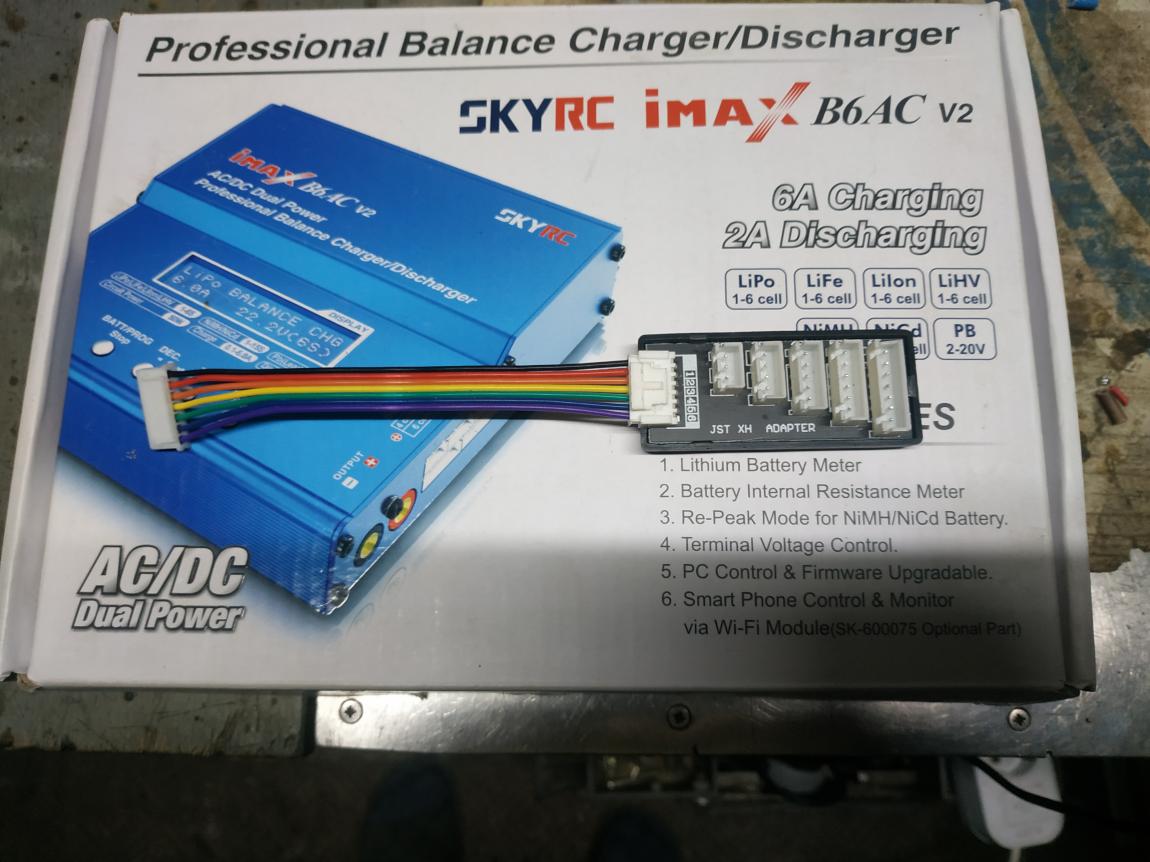 Professional Balance Charger/Discharger
SKYRC iMAX B6AC V2
iMAX B6AC V2
AC/DC Dual Power
Professional Balance Charger/Discharger
SKYRC
6A Charging
2A Discharging
LiPo LiFe LiIon LiHV
1-6 cell 1-6 cell 1-6 cell 1-6 cell
NiMH NiCd PB
cell 2-20V
LiPo BALANCE CHG
6.0A 22.2V(6S)
DISPLAY
BATT/PROG
Stop
DEC.
OUTPUT
123456
JST XH ADAPTER
ES
1. Lithium Battery Meter
2. Battery Internal Resistance Meter
3. Re-Peak Mode for NiMH/NiCd Battery.
4. Terminal Voltage Control.
5. PC Control & Firmware Upgradable.
6. Smart Phone Control & Monitor
via Wi-Fi Module(SK-600075 Optional Part)
AC/DC
Dual Power